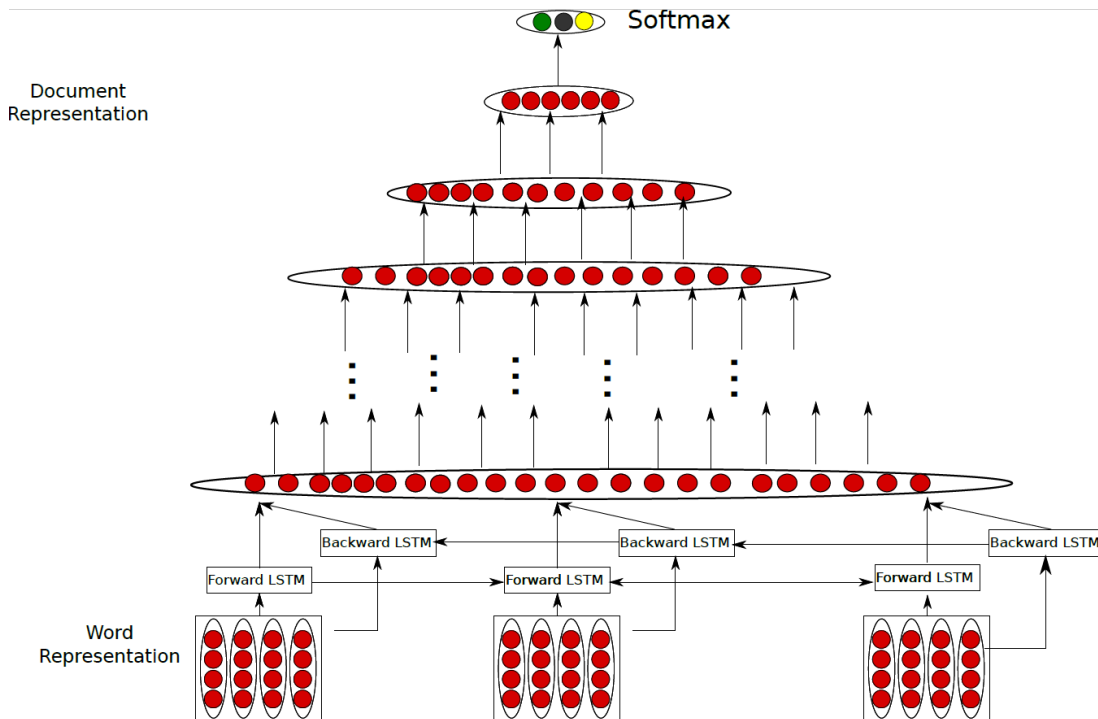 Softmax
Document
Representation
Backward LSTM
Backward LSTM
Backward LSTM
Forward LSTM
Forward LSTM
Forward LSTM
Word
Representation